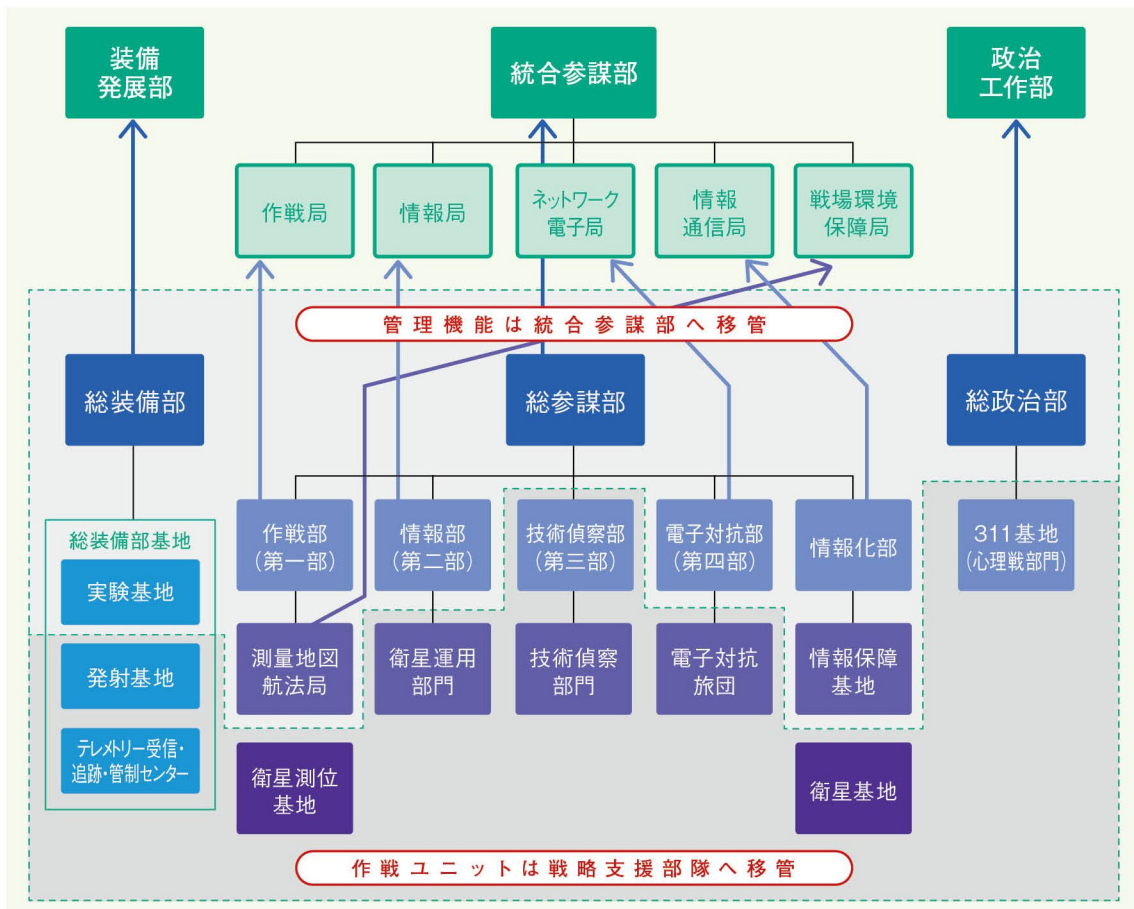 装備
発展部
統合参謀部
政治
工作部
作戦局
情報局
ネットワーク
電子局
情報
通信局
戦場環境
保障局
管理機能は統合参謀部へ移管
総装備部
総参謀部
総政治部
総装備部基地
実験基地
発射基地
テレメトリー受信・
追跡・管制センター
作戦部
(第一部)
情報部
(第二部)
技術偵察部
(第三部)
電子対抗部
(第四部)
情報化部
311基地
(心理戦部門)
測量地図
航法局
衛星運用
部門
技術偵察
部門
電子対抗
旅団
情報保障
基地
衛星測位
基地
衛星基地
作戦ユニットは戦略支援部隊へ移管